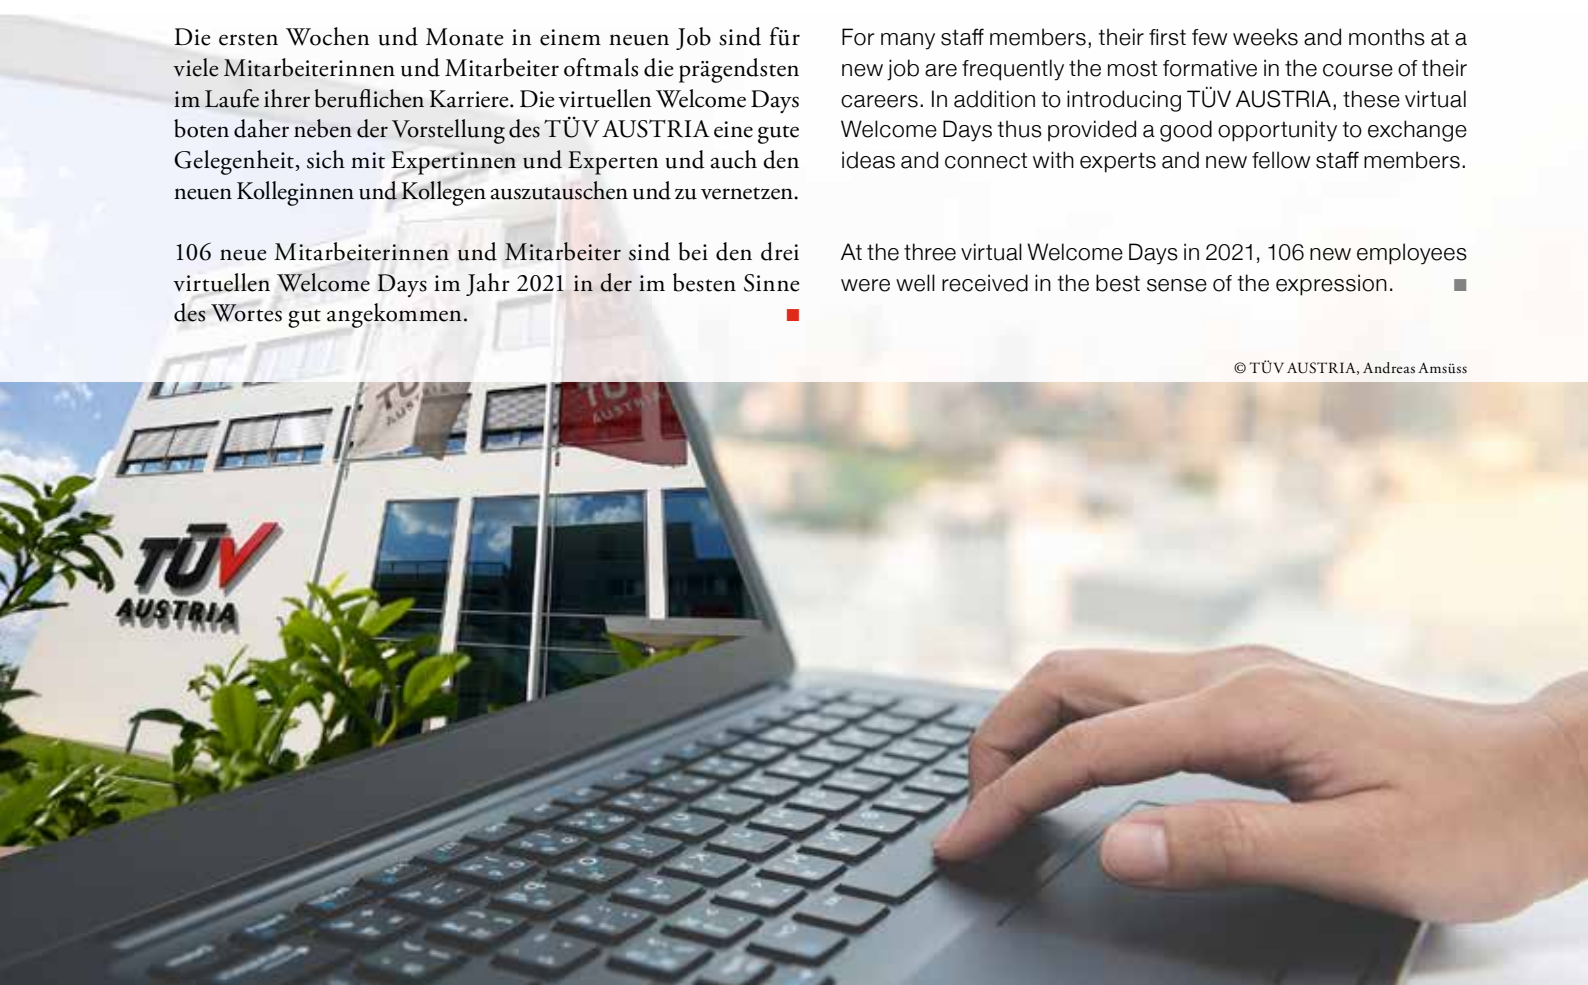 Die ersten Wochen und Monate in einem neuen Job sind für
viele Mitarbeiterinnen und Mitarbeiter oftmals die prägendsten
im Laufe ihrer beruflichen Karriere. Die virtuellen Welcome Days
boten daher neben der Vorstellung des TÜV AUSTRIA eine gute
Gelegenheit, sich mit Expertinnen und Experten und auch den
neuen Kolleginnen und Kollegen auszutauschen und zu vernetzen.
106 neue Mitarbeiterinnen und Mitarbeiter sind bei den drei
virtuellen Welcome Days im Jahr 2021 in der im besten Sinne
des Wortes gut angekommen.
For many staff members, their first few weeks and months at a
new job are frequently the most formative in the course of their
careers. In addition to introducing TÜV AUSTRIA, these virtual
Welcome Days thus provided a good opportunity to exchange
ideas and connect with experts and new fellow staff members.
At the three virtual Welcome Days in 2021, 106 new employees
were well received in the best sense of the expression.
© TÜV AUSTRIA, Andreas Amsüss
TÜV
AUSTRIA
TÜV
AUSTRIA